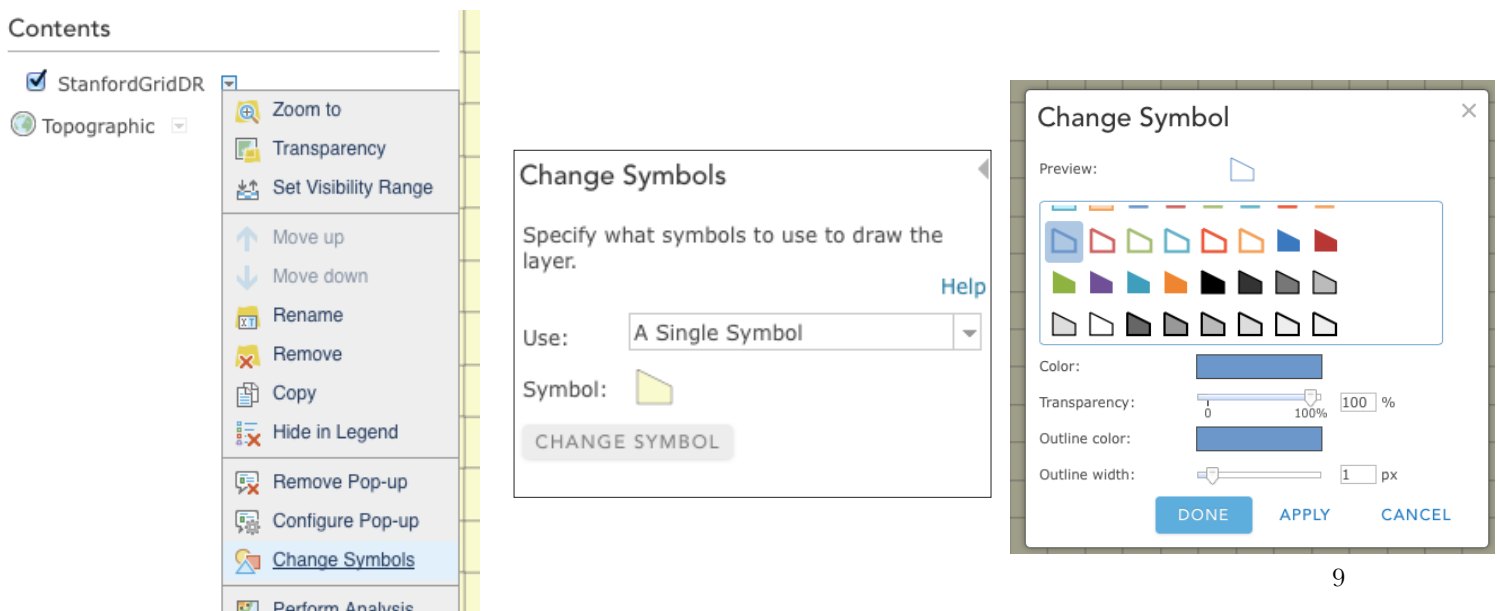 Contents
StanfordGridDR
Topographic
Zoom to
Transparency
Set Visibility Range
Move up
Move down
Rename
Remove
Copy
Hide in Legend
Remove Pop-up
Configure Pop-up
Change Symbols
Perform Analysis
Change Symbols
Specify what symbols to use to draw the
layer.
Help
Use: A Single Symbol
Symbol:
CHANGE SYMBOL
Change Symbol
Preview:
Color:
Transparency: 100 %
0 100%
Outline color:
Outline width: 1 px
DONE APPLY CANCEL
9